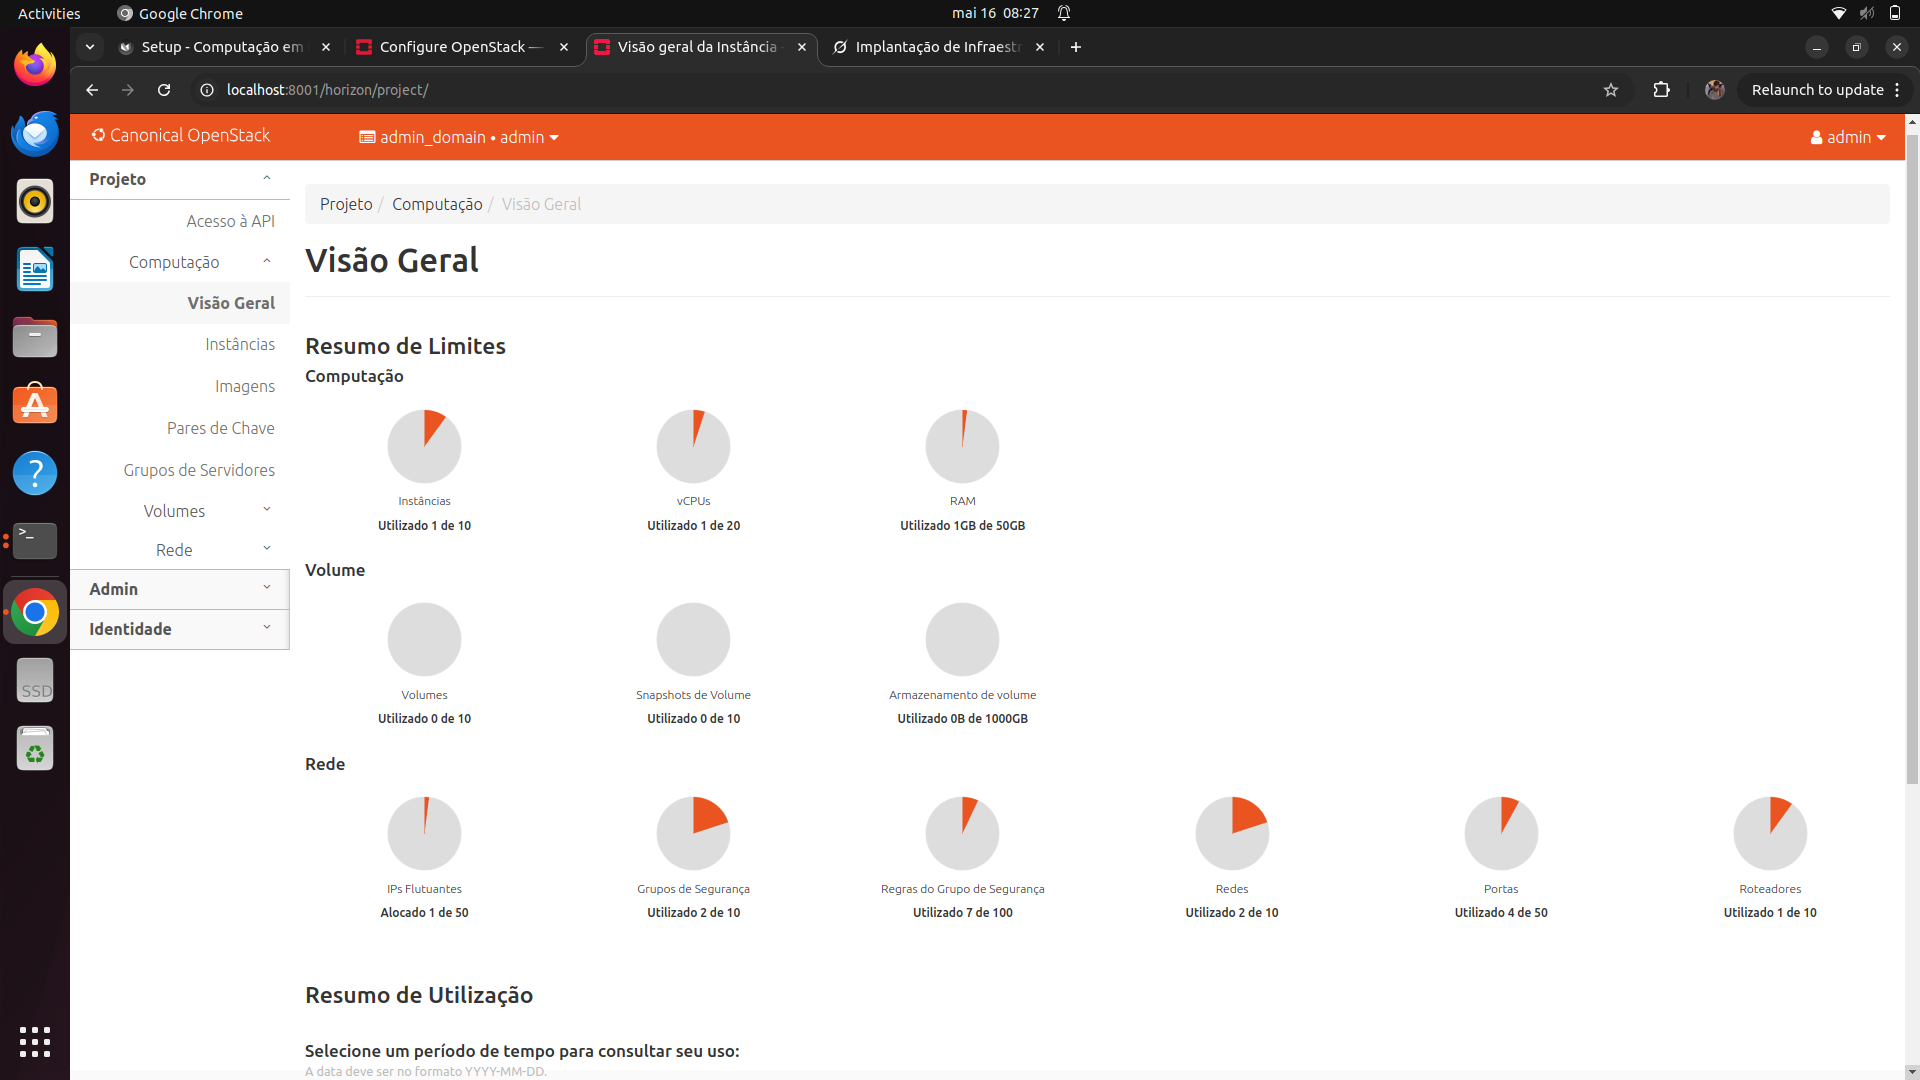 Activities
Google Chrome
mai 16 08:27
Setup - Computação em
Configure OpenStack —
Visão geral da Instância
Implantação de Infraest
localhost:8001/horizon/project/
Relaunch to update
Canonical OpenStack
admin_domain • admin
admin
Projeto
Acesso à API
Computação
Visão Geral
Instâncias
Imagens
Pares de Chave
Grupos de Servidores
Volumes
Rede
Admin
Identidade
SSD
Projeto / Computação / Visão Geral
Visão Geral
Resumo de Limites
Computação
Instâncias
Utilizado 1 de 10
vCPUs
Utilizado 1 de 20
RAM
Utilizado 1GB de 50GB
Volume
Volumes
Utilizado 0 de 10
Snapshots de Volume
Utilizado 0 de 10
Armazenamento de volume
Utilizado 0B de 1000GB
Rede
IPs Flutuantes
Alocado 1 de 50
Grupos de Segurança
Utilizado 2 de 10
Regras do Grupo de Segurança
Utilizado 7 de 100
Redes
Utilizado 2 de 10
Portas
Utilizado 4 de 50
Roteadores
Utilizado 1 de 10
Resumo de Utilização
Selecione um período de tempo para consultar seu uso:
A data deve ser no formato YYYY-MM-DD.